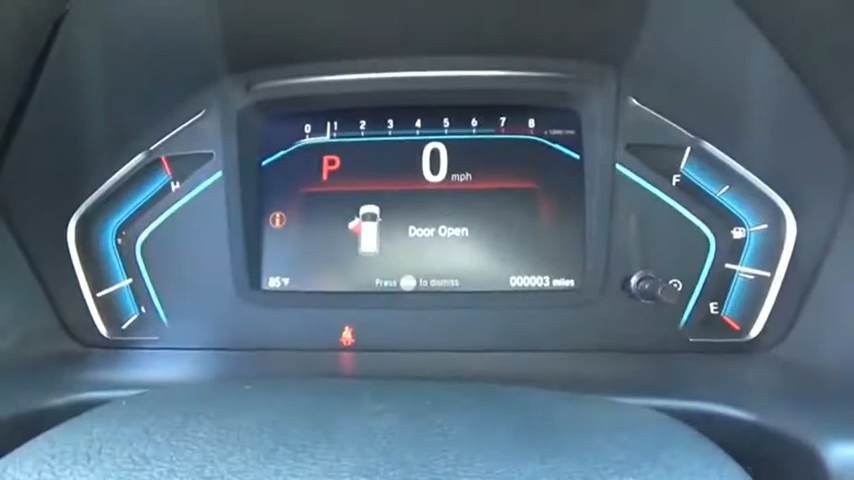 0 1 2 3 4 5 6 7 8 x 1000r/min
P 0 mph
H
F
C
E
i
Door Open
85°F
Press to dismiss
000003 miles